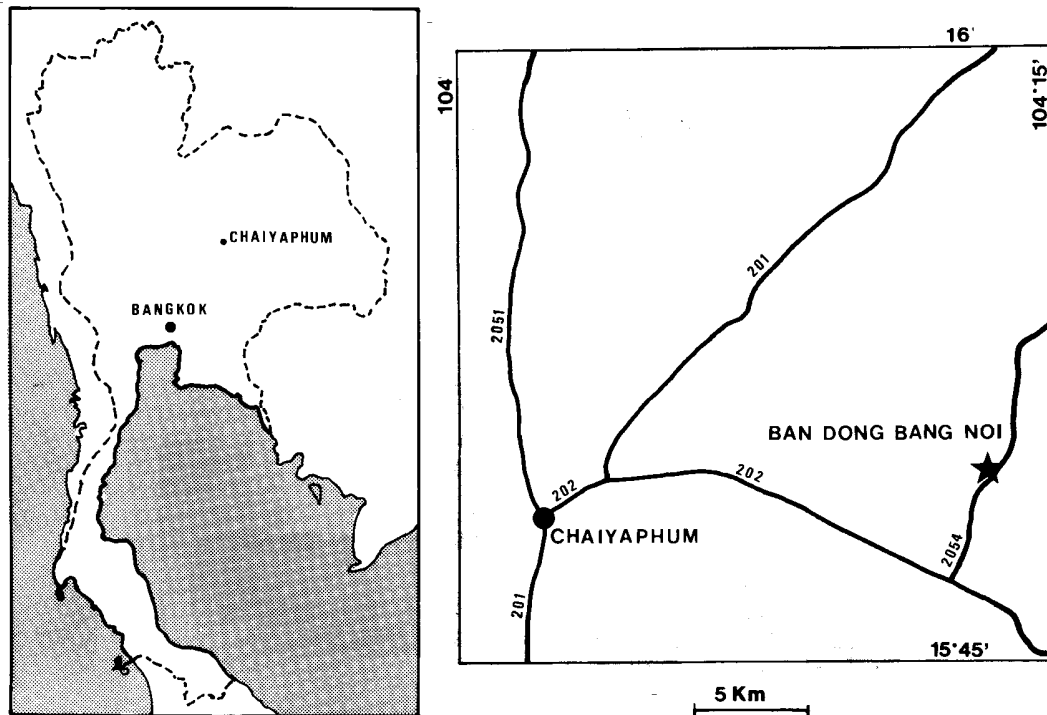 CHAIYAPHUM
BANGKOK
16'
104'
104°15'
201
2051
BAN DONG BANG NOI
202
202
CHAIYAPHUM
2054
201
15°45'
5 Km